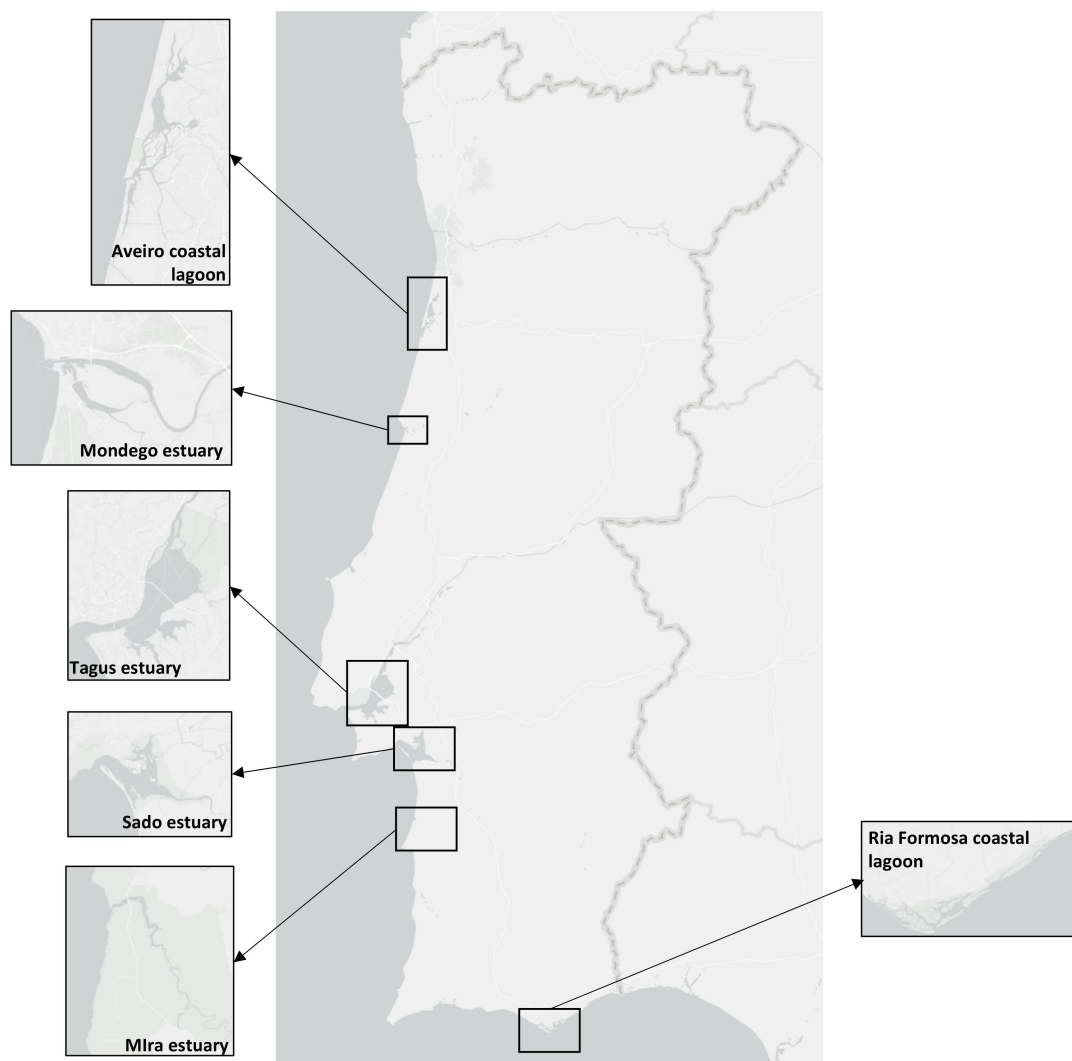 Aveiro coastal
lagoon
Mondego estuary
Tagus estuary
Sado estuary
MIra estuary
Ria Formosa coastal
lagoon